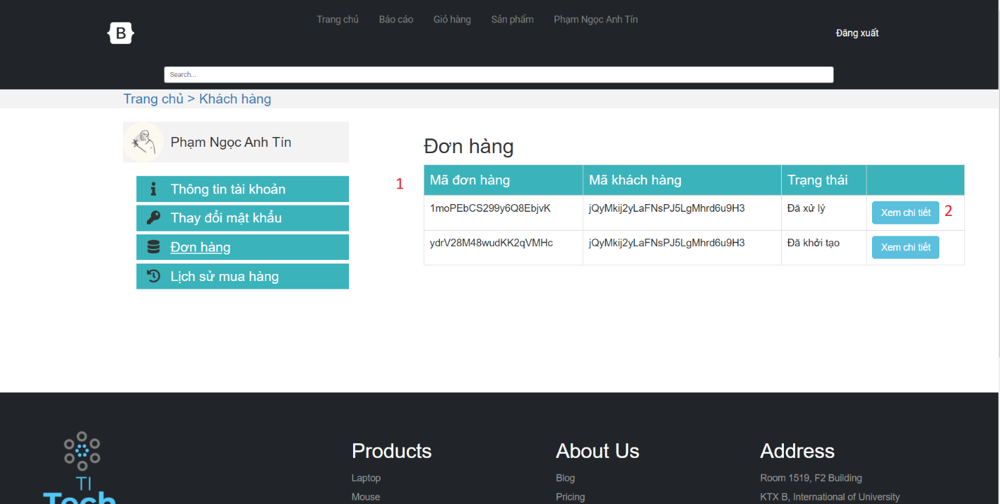 Trang chủ Báo cáo Giỏ hàng Sản phẩm Phạm Ngọc Anh Tín
B
Đăng xuất
Search...
Trang chủ > Khách hàng
Phạm Ngọc Anh Tín
Thông tin tài khoản
Thay đổi mật khẩu
Đơn hàng
Lịch sử mua hàng
Đơn hàng
1
Mã đơn hàng Mã khách hàng Trạng thái
1moPEbCS299y6Q8EbjvK jQyMkij2yLaFNsPJ5LgMhrd6u9H3 Đã xử lý Xem chi tiết 2
ydrV28M48wudKK2qVMHc jQyMkij2yLaFNsPJ5LgMhrd6u9H3 Đã khởi tạo Xem chi tiết
TI
Tech
Products
Laptop
Mouse
About Us
Blog
Pricing
Address
Room 1519, F2 Building
KTX B, International of University